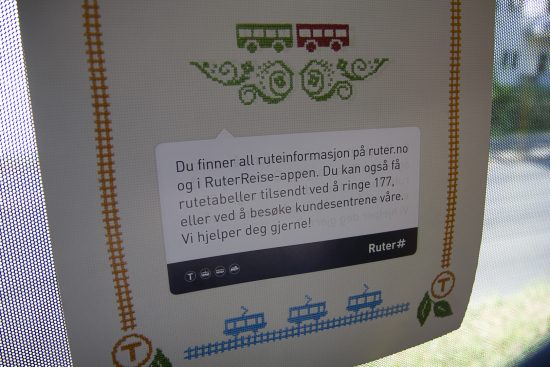 Du finner all ruteinformasjon på ruter.no
og i RuterReise-appen. Du kan også få
rutetabeller tilsendt ved å ringe 177,
eller ved å besøke kundesentrene våre.
Vi hjelper deg gjerne!
Ruter#
T
T
T